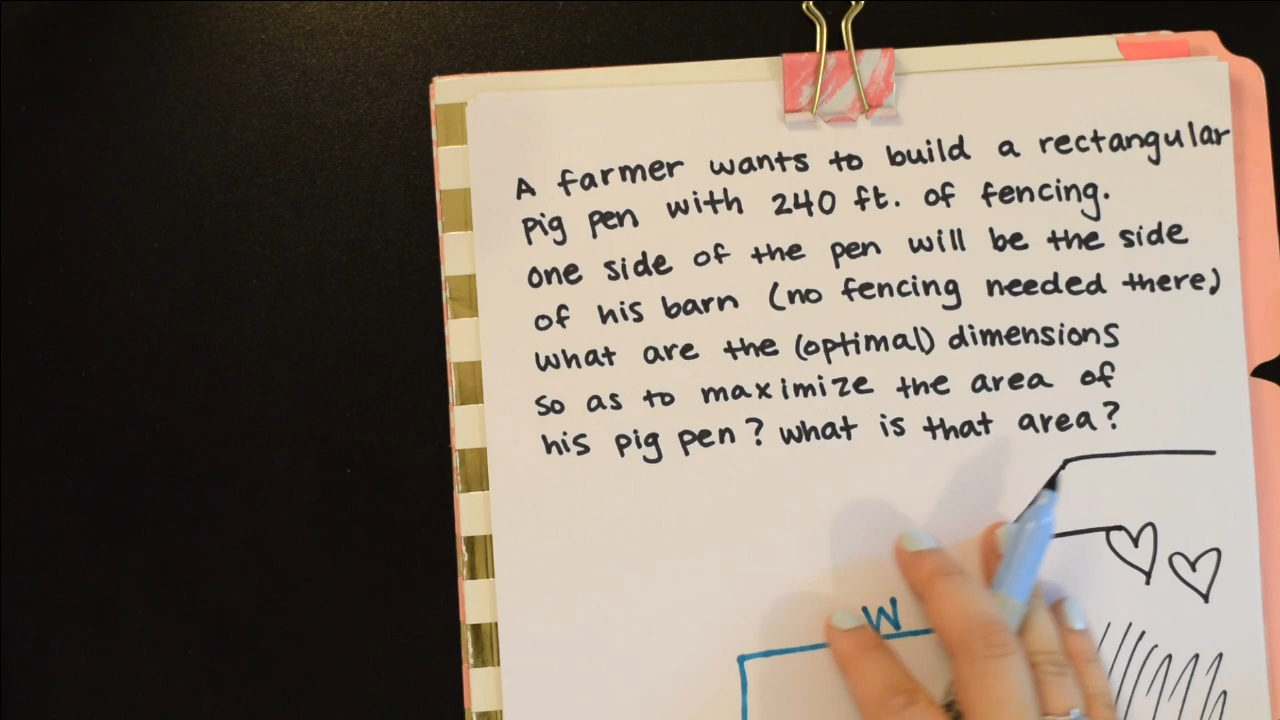 A farmer wants to build a rectangular
pig pen with 240 ft. of fencing.
one side of the pen will be the side
of his barn (no fencing needed there)
what are the (optimal) dimensions
so as to maximize the area of
his pig pen? what is that area?
W